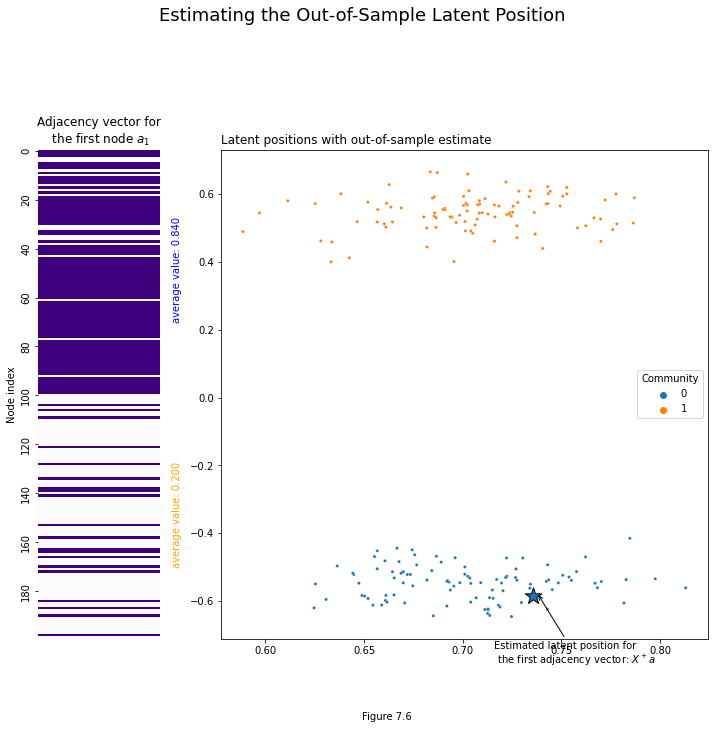 Estimating the Out-of-Sample Latent Position
Adjacency vector for
the first node a₁
Latent positions with out-of-sample estimate
Node index
0
20
40
60
80
100
120
140
160
180
average value: 0.840
average value: 0.200
0.6
0.4
0.2
0.0
−0.2
−0.4
−0.6
Community
0
1
0.60
0.65
0.70
0.75
0.80
Estimated latent position for
the first adjacency vector: X⁺a
Figure 7.6